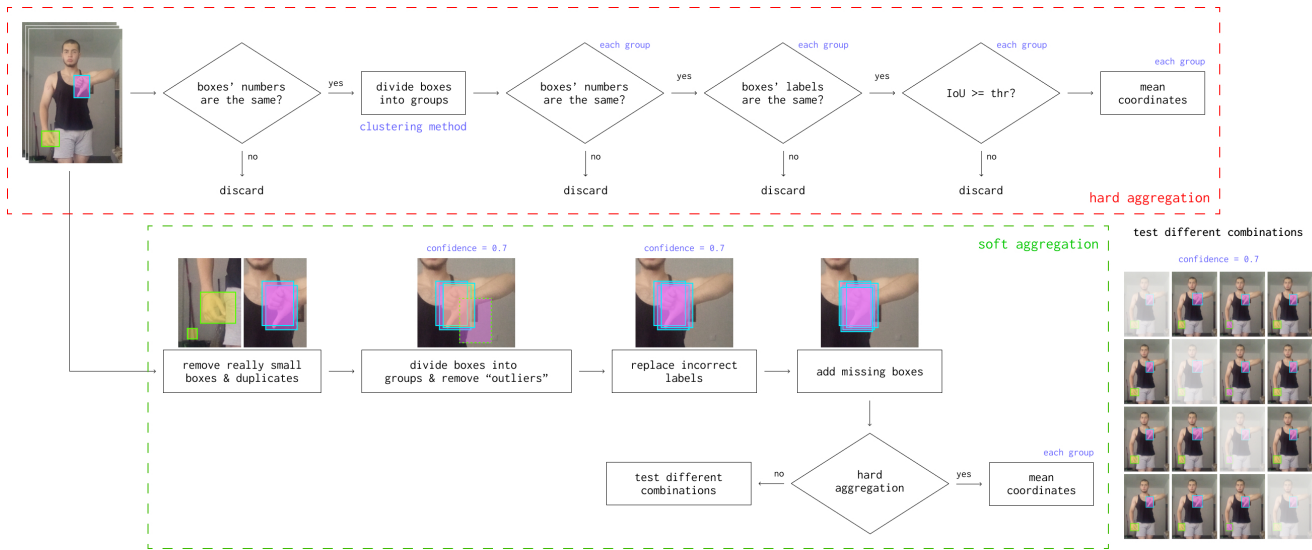 each group
each group
each group
each group
boxes' numbers
are the same?
yes
divide boxes
into groups
clustering method
boxes' numbers
are the same?
yes
boxes' labels
are the same?
yes
IoU >= thr?
mean
coordinates
no
discard
no
discard
no
discard
no
discard
hard aggregation
soft aggregation
test different combinations
confidence = 0.7
confidence = 0.7
confidence = 0.7
remove really small
boxes & duplicates
divide boxes into
groups & remove “outliers”
replace incorrect
labels
add missing boxes
each group
test different
combinations
no
hard
aggregation
yes
mean
coordinates